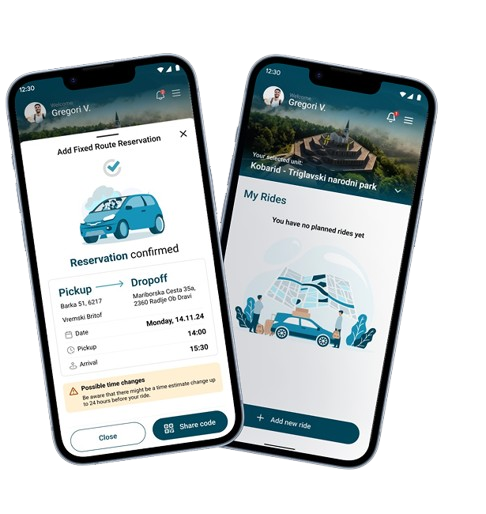 12:30
Welcome
Gregori V.
Add Fixed Route Reservation
Reservation confirmed
Pickup
Dropoff
Barka 51, 6217
Vremski Britof
Mariborska Cesta 35a,
2360 Radlje Ob Dravi
Date
Monday, 14.11.24
Pickup
14:00
Arrival
15:30
Possible time changes
Be aware that there might be a time estimate change up
to 24 hours before your ride.
Close
Share code
12:30
Welcome
Gregori V.
Your selected unit:
Kobarid - Triglavski narodni park
My Rides
You have no planned rides yet
Add new ride